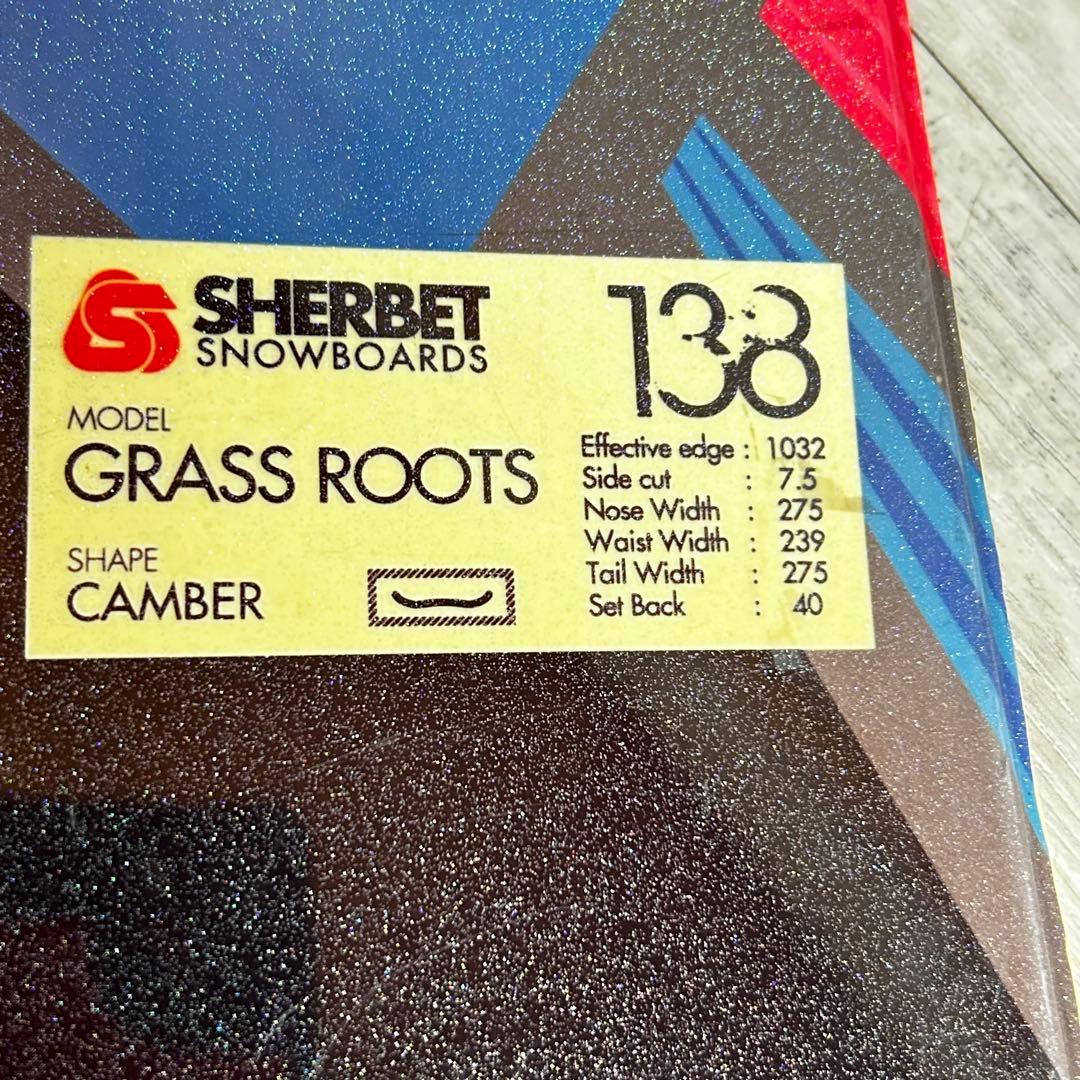 SHERBET
SNOWBOARDS
MODEL
GRASS ROOTS
SHAPE
CAMBER
138
Effective edge : 1032
Side cut : 7.5
Nose Width : 275
Waist Width : 239
Tail Width : 275
Set Back : 40